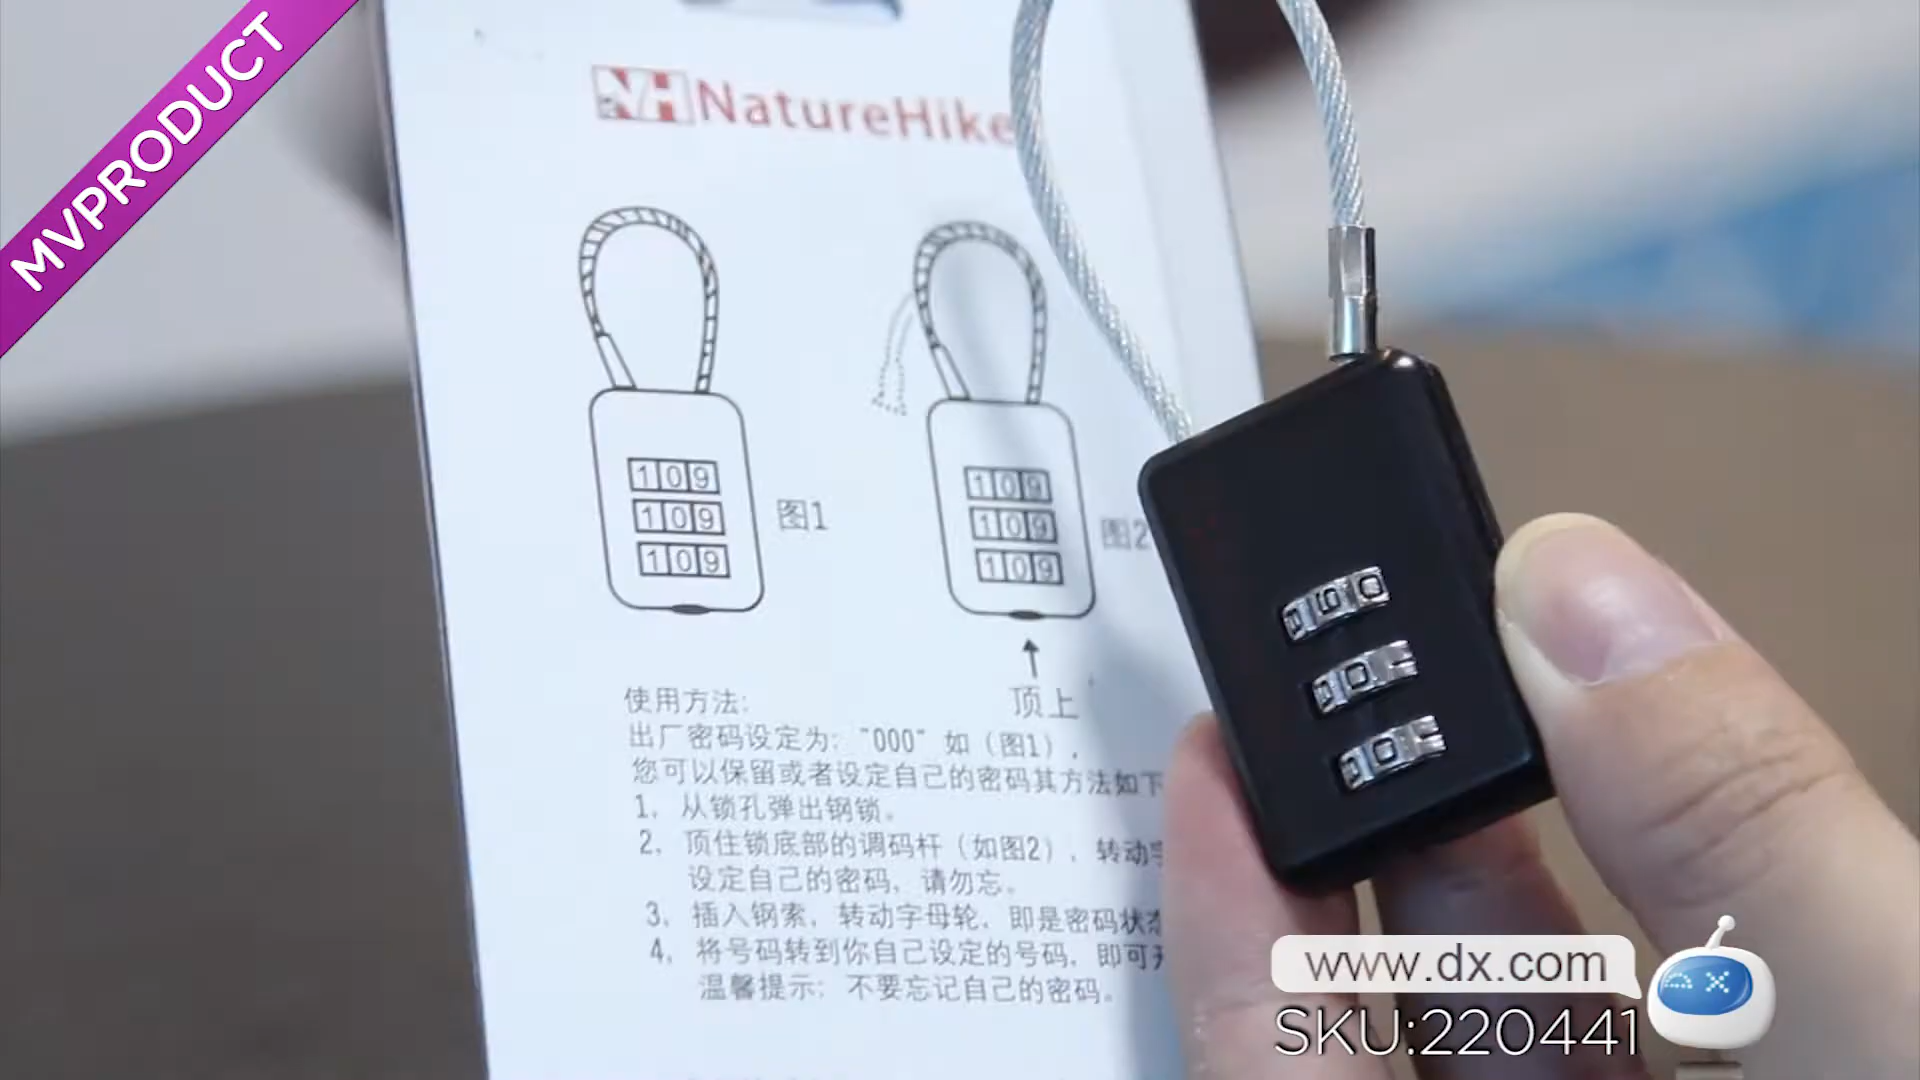 MVPRODUCT
NH NatureHike
109 109
109 109
109 109
图1 图2
顶上
使用方法:
出厂密码设定为: "000" 如(图1),
您可以保留或者设定自己的密码其方法如下
1, 从锁孔弹出钢锁。
2, 顶住锁底部的调码杆(如图2), 转动字
设定自己的密码, 请勿忘。
3, 插入钢索, 转动字母轮, 即是密码状态
4, 将号码转到你自己设定的号码, 即可开
温馨提示: 不要忘记自己的密码。
www.dx.com
SKU:220441